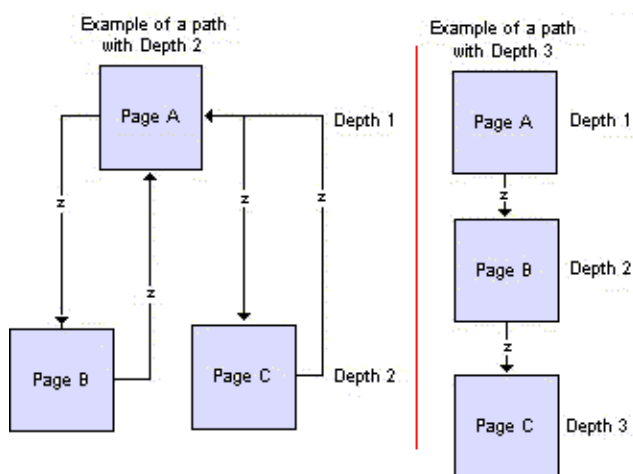 Example of a path
with Depth 2
Page A
Depth 1
z
z
z
z
Page B
Page C
Depth 2
Example of a path
with Depth 3
Page A
Depth 1
z
Page B
Depth 2
z
Page C
Depth 3